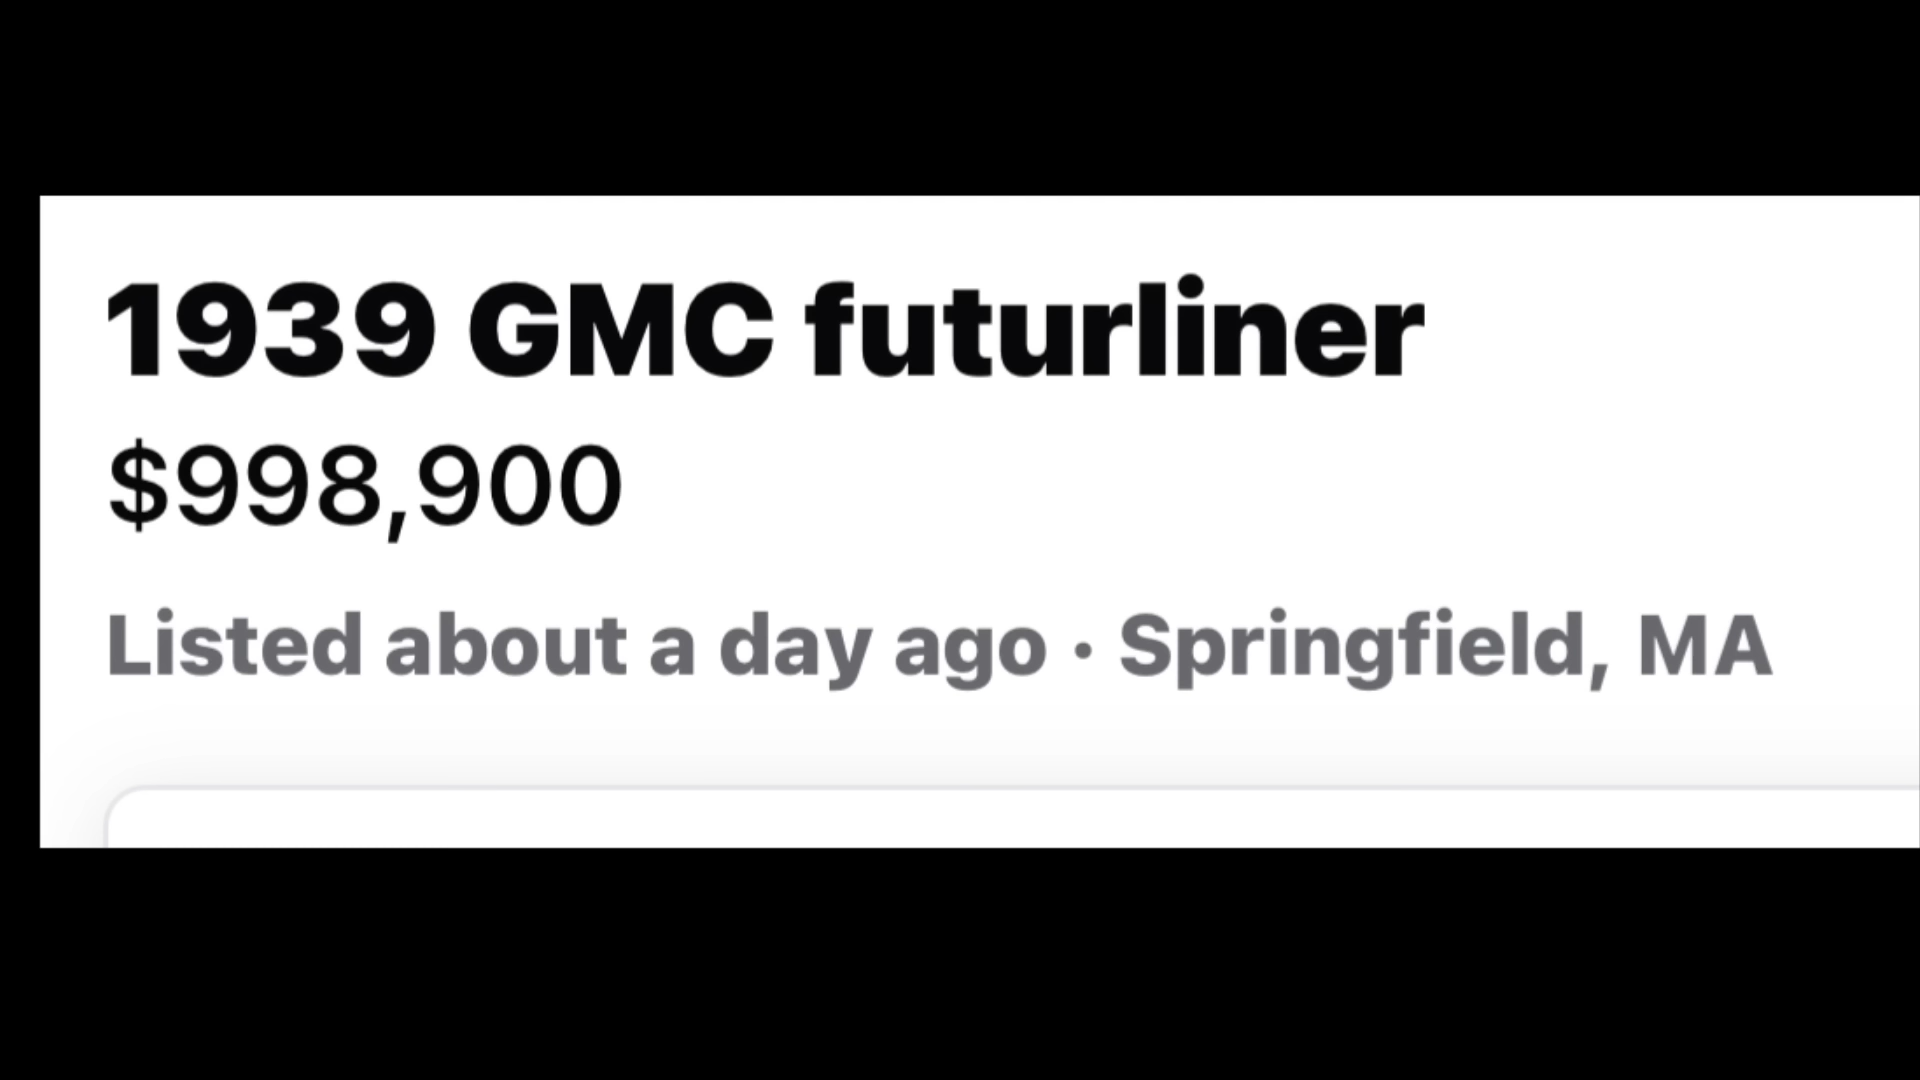 1939 GMC futurliner
$998,900
Listed about a day ago · Springfield, MA